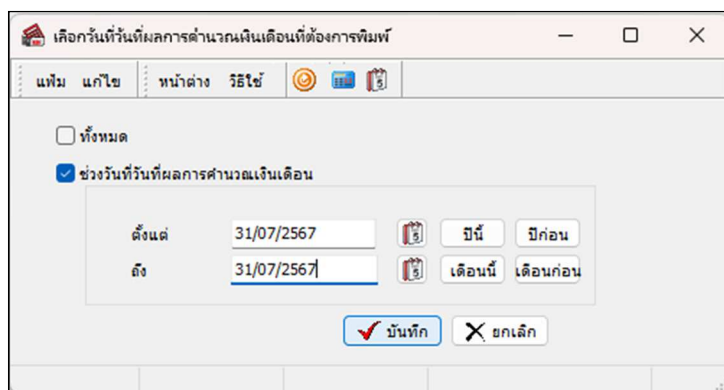 เลือกวันที่วันที่ผลการคำนวณเงินเดือนที่ต้องการพิมพ์
แฟ้ม แก้ไข หน้าต่าง วิธีใช้
ทั้งหมด
ช่วงวันที่วันที่ผลการคำนวณเงินเดือน
ตั้งแต่ 31/07/2567 ปีนี้ ปีก่อน
ถึง 31/07/2567 เดือนนี้ เดือนก่อน
บันทึก ยกเลิก